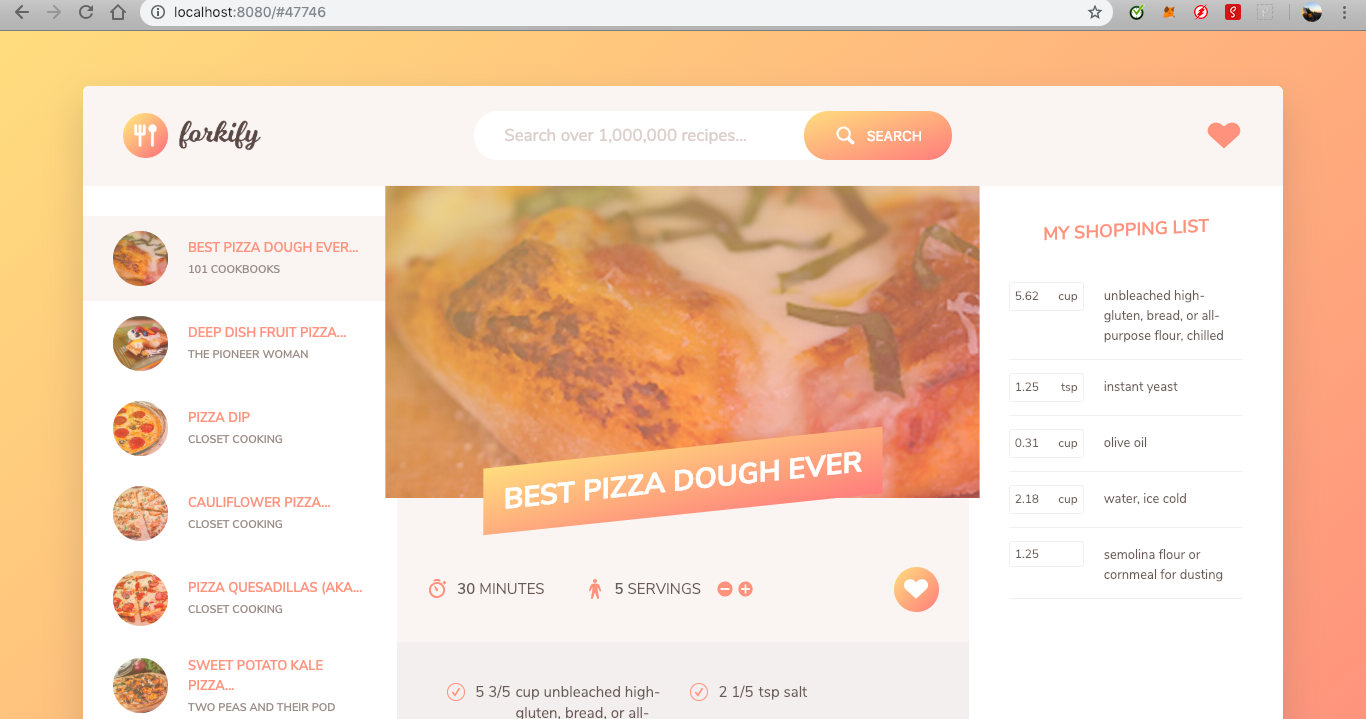 localhost:8080/#47746
forkify
Search over 1,000,000 recipes...
SEARCH
BEST PIZZA DOUGH EVER...
101 COOKBOOKS
DEEP DISH FRUIT PIZZA...
THE PIONEER WOMAN
PIZZA DIP
CLOSET COOKING
CAULIFLOWER PIZZA...
CLOSET COOKING
PIZZA QUESADILLAS (AKA...
CLOSET COOKING
SWEET POTATO KALE
PIZZA...
TWO PEAS AND THEIR POD
BEST PIZZA DOUGH EVER
30 MINUTES
5 SERVINGS
5 3/5 cup unbleached high-
gluten, bread, or all-
2 1/5 tsp salt
MY SHOPPING LIST
5.62 cup unbleached high-
gluten, bread, or all-
purpose flour, chilled
1.25 tsp instant yeast
0.31 cup olive oil
2.18 cup water, ice cold
1.25 semolina flour or
cornmeal for dusting